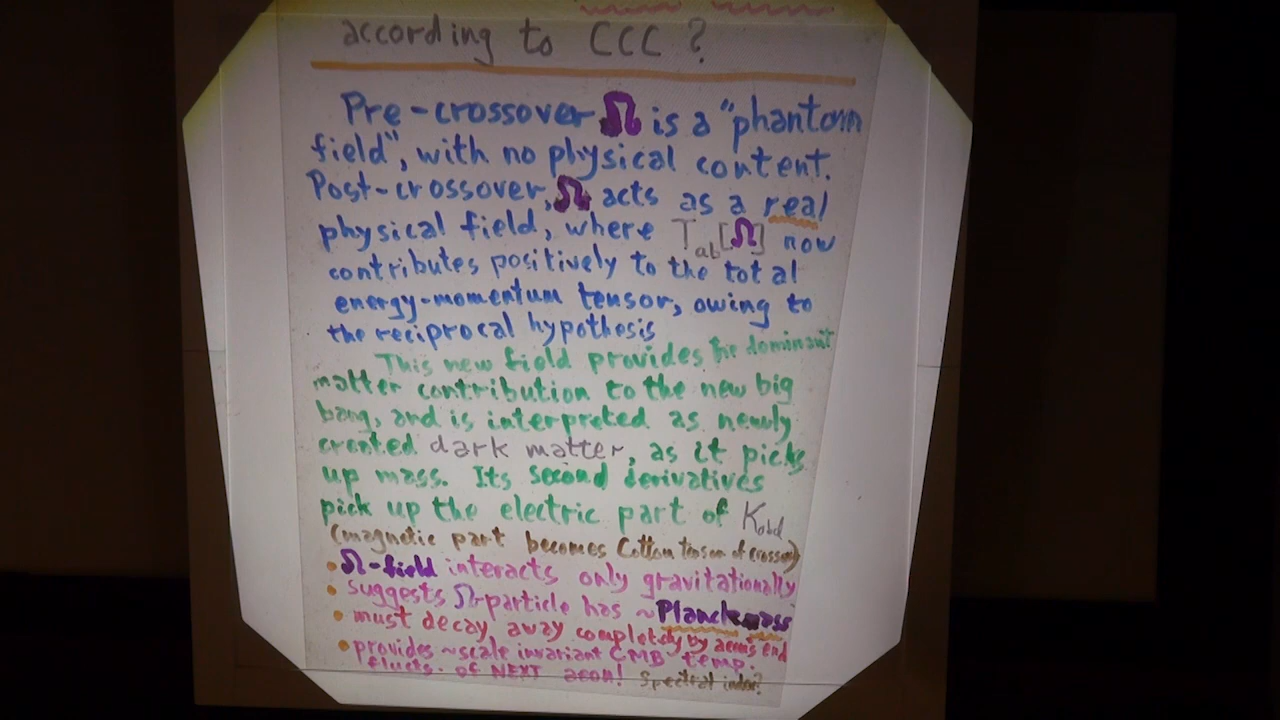 according to CCC ?
Pre-crossover Ω is a "phantom
field", with no physical content.
Post-crossover, Ω acts as a real
physical field, where Tab[Ω] now
contributes positively to the total
energy-momentum tensor, owing to
the reciprocal hypothesis
This new field provides the dominant
matter contribution to the new big
bang, and is interpreted as newly
created dark matter, as it picks
up mass. Its second derivatives
pick up the electric part of Kabcd
(magnetic part becomes Cotton tensor of crossover)
• Ω-field interacts only gravitationally
• suggests Ω-particle has ~Planck mass
• must decay away completely by aeon's end
• provides ~scale invariant CMB temp.
flucts. of NEXT aeon! Spectral index?